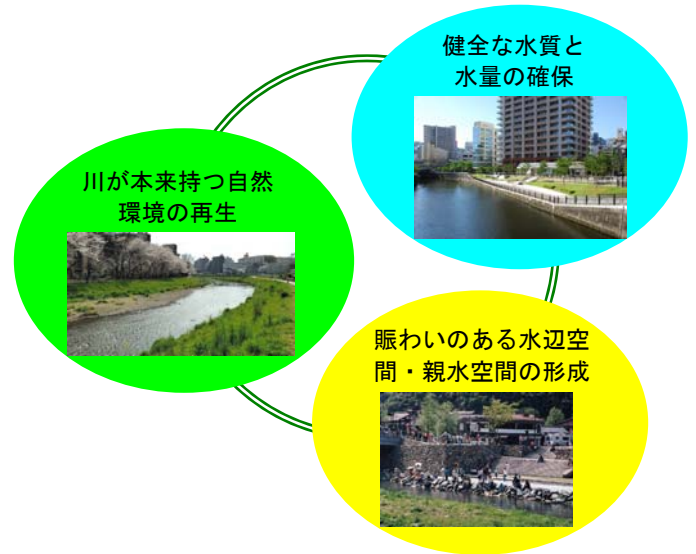 健全な水質と
水量の確保
川が本来持つ自然
環境の再生
賑わいのある水辺空
間・親水空間の形成